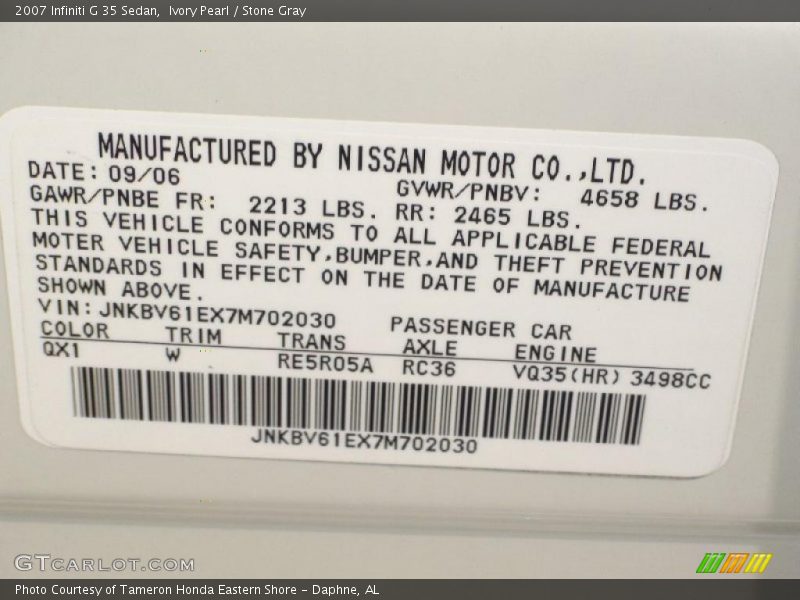 2007 Infiniti G 35 Sedan,  Ivory Pearl / Stone Gray
MANUFACTURED BY NISSAN MOTOR CO.,LTD.
DATE: 09/06 GVWR/PNBV: 4658 LBS.
GAWR/PNBE FR: 2213 LBS. RR: 2465 LBS.
THIS VEHICLE CONFORMS TO ALL APPLICABLE FEDERAL
MOTER VEHICLE SAFETY,BUMPER,AND THEFT PREVENTION
STANDARDS IN EFFECT ON THE DATE OF MANUFACTURE
SHOWN ABOVE.
VIN: JNKBV61EX7M702030 PASSENGER CAR
COLOR TRIM TRANS AXLE ENGINE
QX1 W RE5R05A RC36 VQ35(HR) 3498CC
JNKBV61EX7M702030
GTCARLOT.COM
Photo Courtesy of Tameron Honda Eastern Shore - Daphne, AL